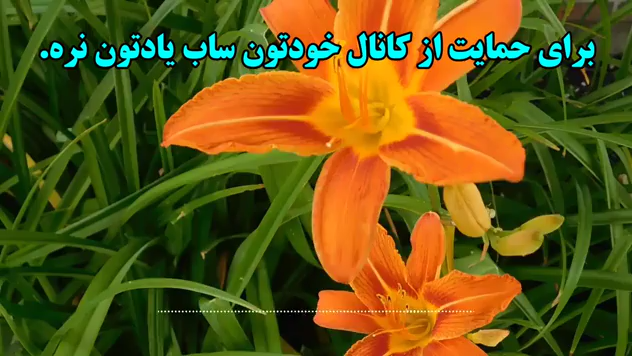 برای حمایت از کانال خودتون ساب یادتون نره.